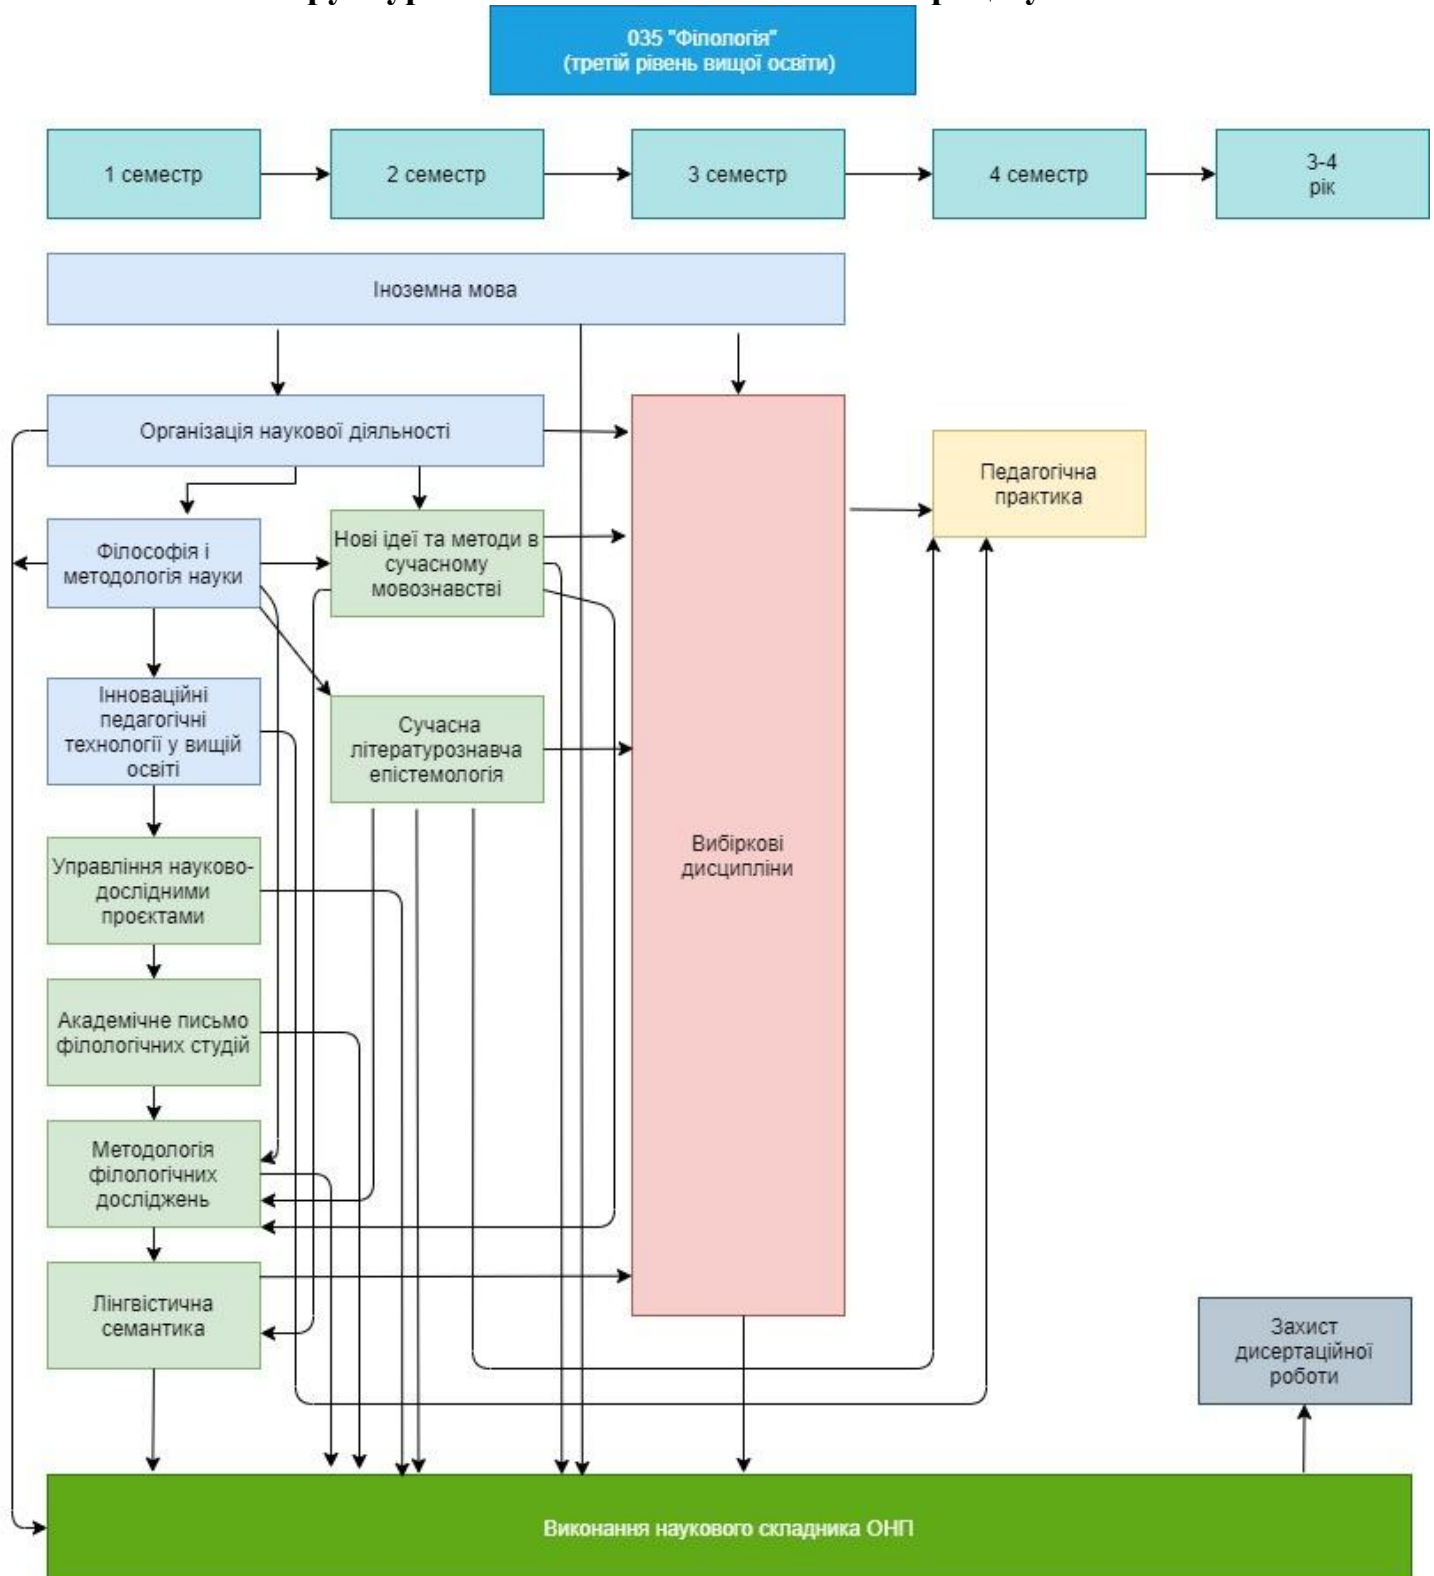 035 "Філологія"
(третій рівень вищої освіти)
1 семестр
2 семестр
3 семестр
4 семестр
3-4
рік
Іноземна мова
Організація наукової діяльності
Педагогічна
практика
Філософія і
методологія науки
Нові ідеї та методи в
сучасному
мовознавстві
Інноваційні
педагогічні
технології у вищій
освіті
Сучасна
літературознавча
епістемологія
Вибіркові
дисципліни
Управління науково-
дослідними
проєктами
Академічне письмо
філологічних студій
Методологія
філологічних
досліджень
Лінгвістична
семантика
Захист
дисертаційної
роботи
Виконання наукового складника ОНП